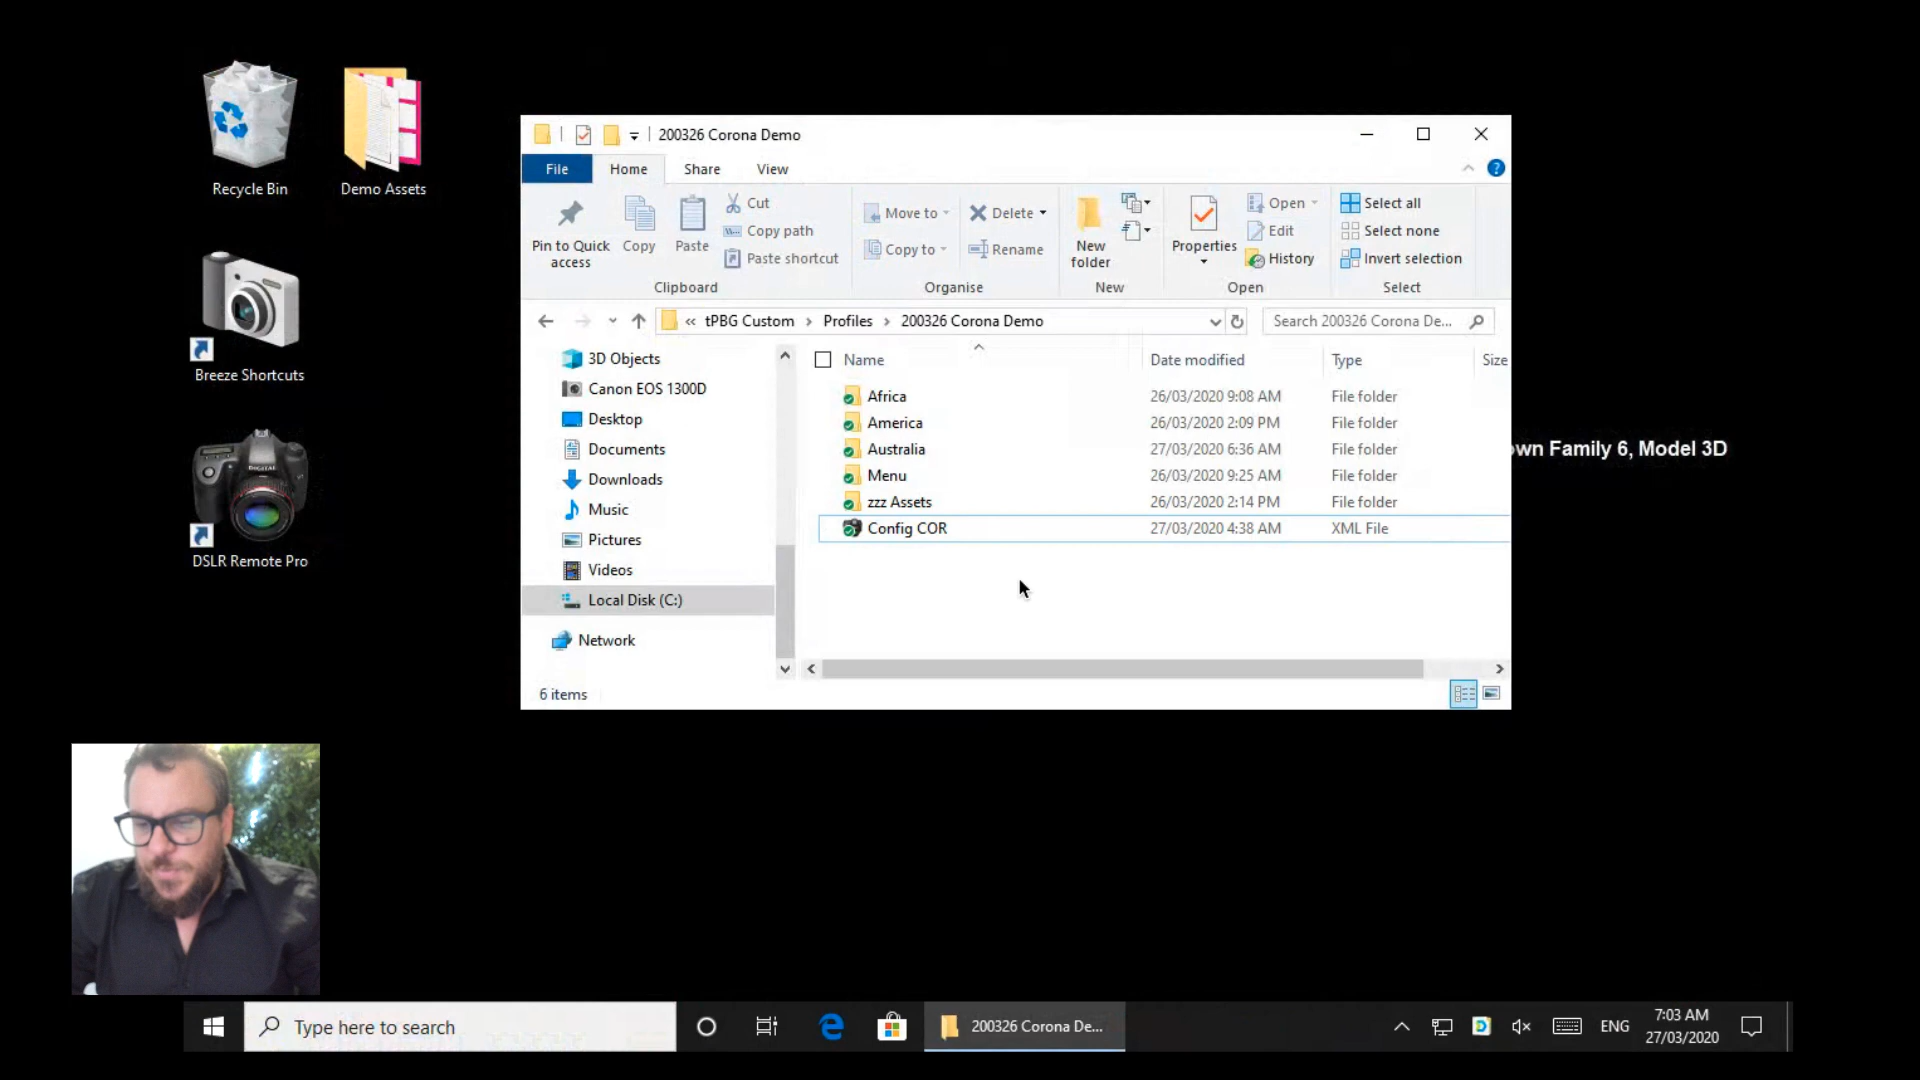 Recycle Bin
Demo Assets
Breeze Shortcuts
DIGITAL
DSLR Remote Pro
200326 Corona Demo
File
Home
Share
View
?
Pin to Quick access
Copy
Paste
Cut
Copy path
Paste shortcut
Clipboard
Move to
Copy to
Delete
Rename
Organise
New folder
New
Properties
Open
Edit
History
Open
Select all
Select none
Invert selection
Select
« tPBG Custom > Profiles > 200326 Corona Demo
Search 200326 Corona De...
3D Objects
Canon EOS 1300D
Desktop
Documents
Downloads
Music
Pictures
Videos
Local Disk (C:)
Network
Name Date modified Type Size
Africa 26/03/2020 9:08 AM File folder
America 26/03/2020 2:09 PM File folder
Australia 27/03/2020 6:36 AM File folder
Menu 26/03/2020 9:25 AM File folder
zzz Assets 26/03/2020 2:14 PM File folder
Config COR 27/03/2020 4:38 AM XML File
6 items
own Family 6, Model 3D
Type here to search
200326 Corona De...
ENG
7:03 AM
27/03/2020